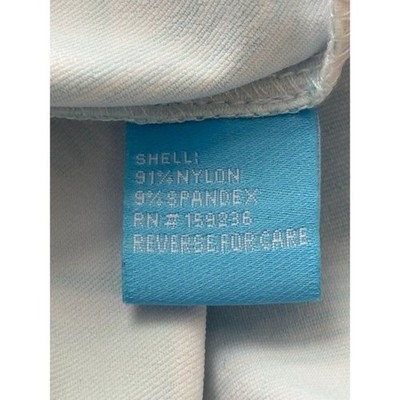 SHELL:
91% NYLON
9% SPANDEX
RN # 159236
REVERSE FOR CARE